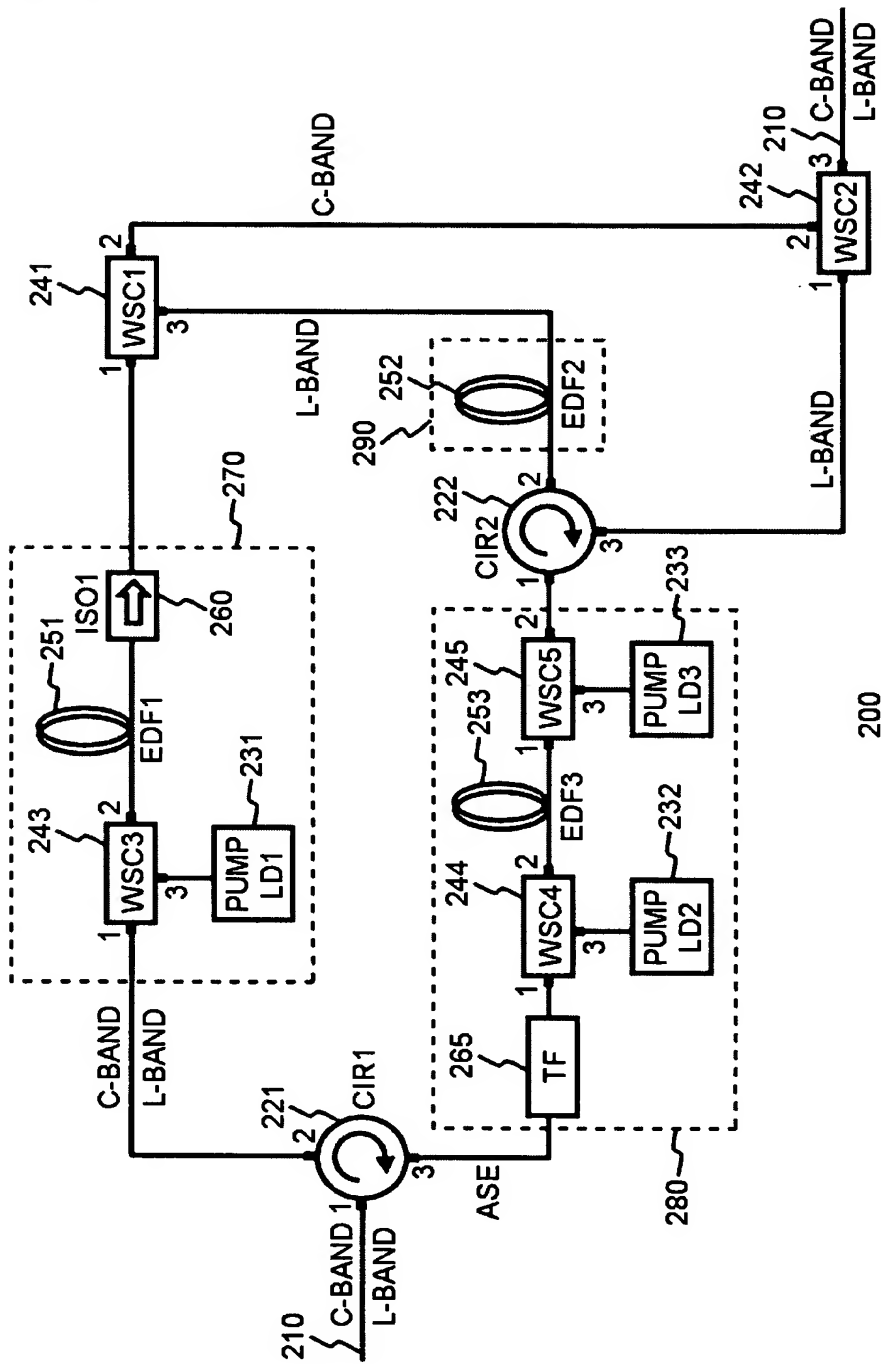 210
C-BAND
L-BAND
1
221
2
CIR1
3
ASE
C-BAND
L-BAND
270
243
1
WSC3
2
3
231
PUMP
LD1
251
EDF1
ISO1
260
241
1
WSC1
2
3
C-BAND
L-BAND
280
265
TF
244
1
WSC4
2
3
232
PUMP
LD2
253
EDF3
245
1
WSC5
2
3
233
PUMP
LD3
CIR2
222
1
2
3
290
252
EDF2
L-BAND
242
1
WSC2
2
3
210
C-BAND
L-BAND
200